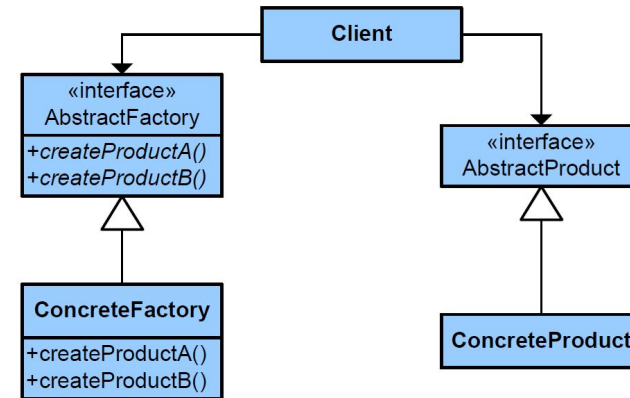 Client
«interface»
AbstractFactory
+createProductA()
+createProductB()
«interface»
AbstractProduct
ConcreteFactory
+createProductA()
+createProductB()
ConcreteProduct